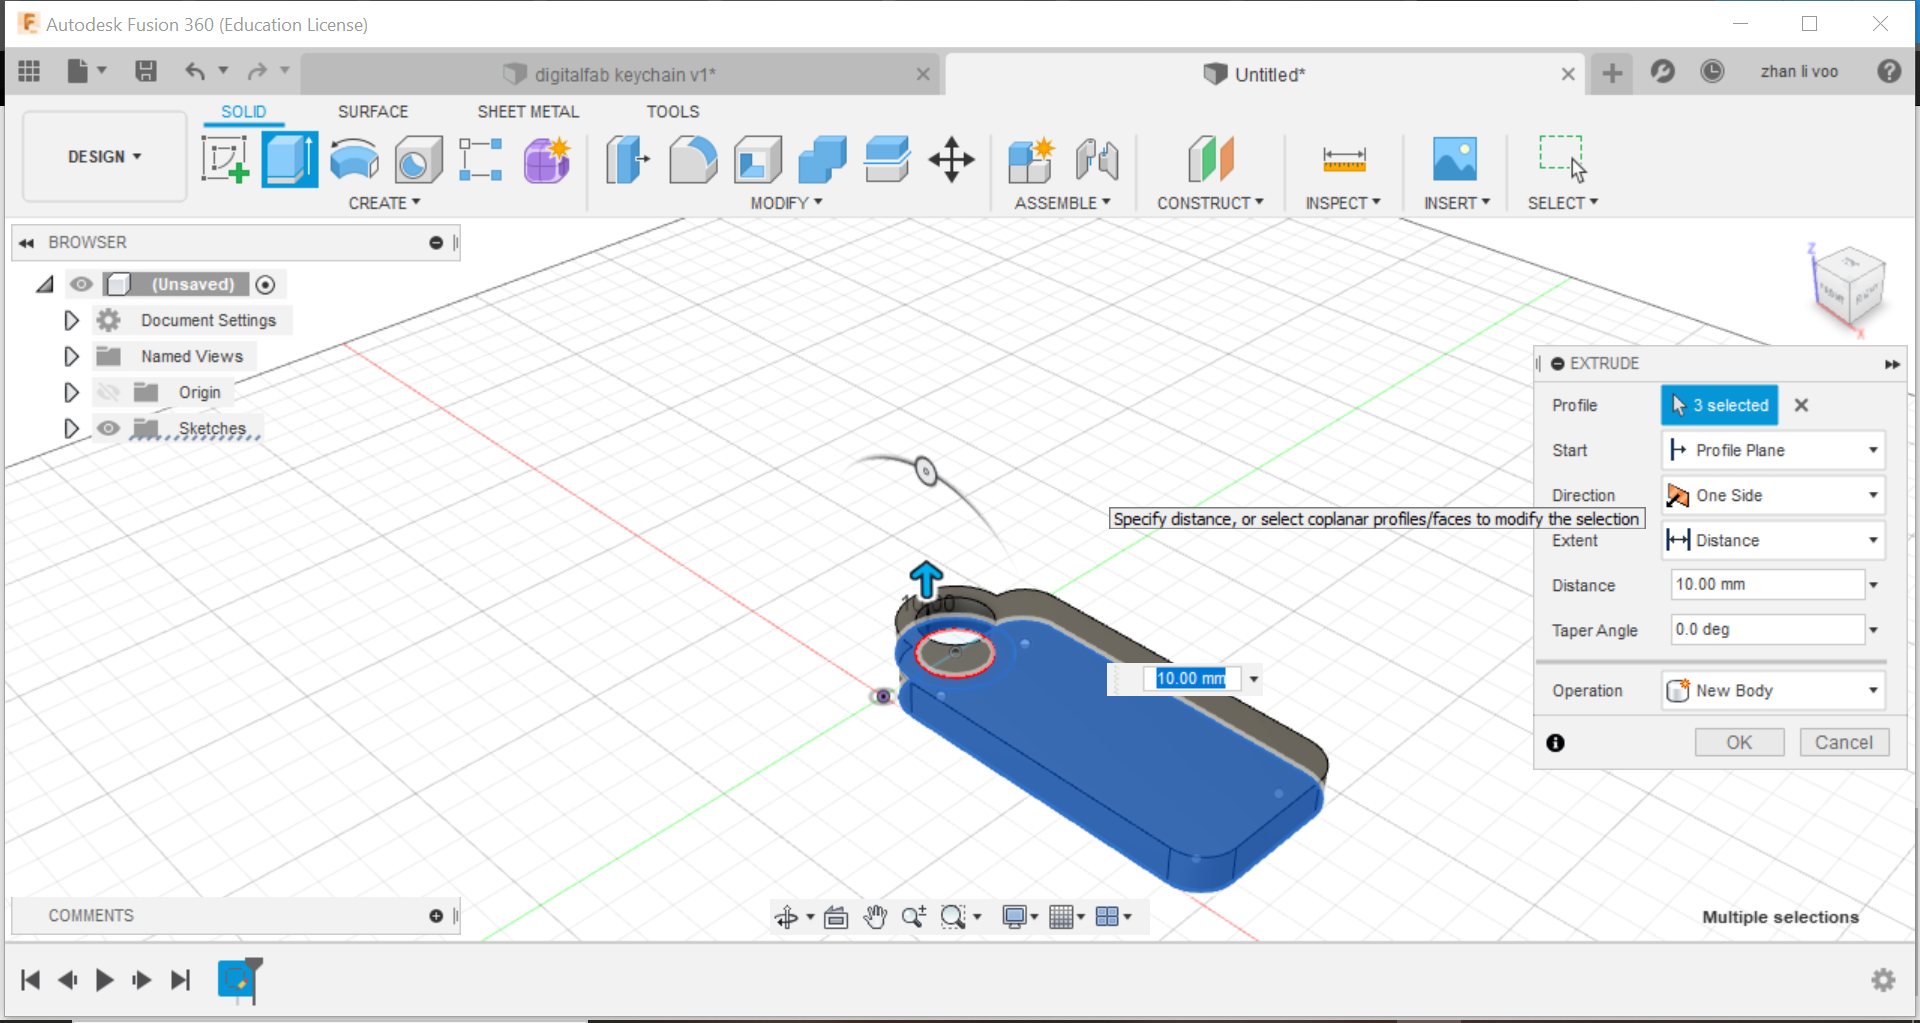 Autodesk Fusion 360 (Education License)
digitalfab keychain v1*
Untitled*
zhan li voo
SOLID
SURFACE
SHEET METAL
TOOLS
DESIGN
CREATE
MODIFY
ASSEMBLE
CONSTRUCT
INSPECT
INSERT
SELECT
BROWSER
(Unsaved)
Document Settings
Named Views
Origin
Sketches
Z
X
EXTRUDE
Profile
3 selected
Start
Profile Plane
Direction
One Side
Specify distance, or select coplanar profiles/faces to modify the selection
Extent
Distance
Distance
10.00 mm
Taper Angle
0.0 deg
Operation
New Body
OK
Cancel
10.00
10.00 mm
COMMENTS
Multiple selections